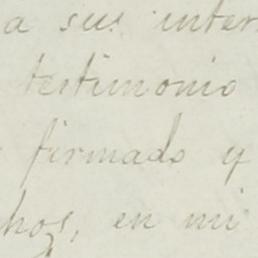 a sus inter
testimonio
firmado y
hos, en mi